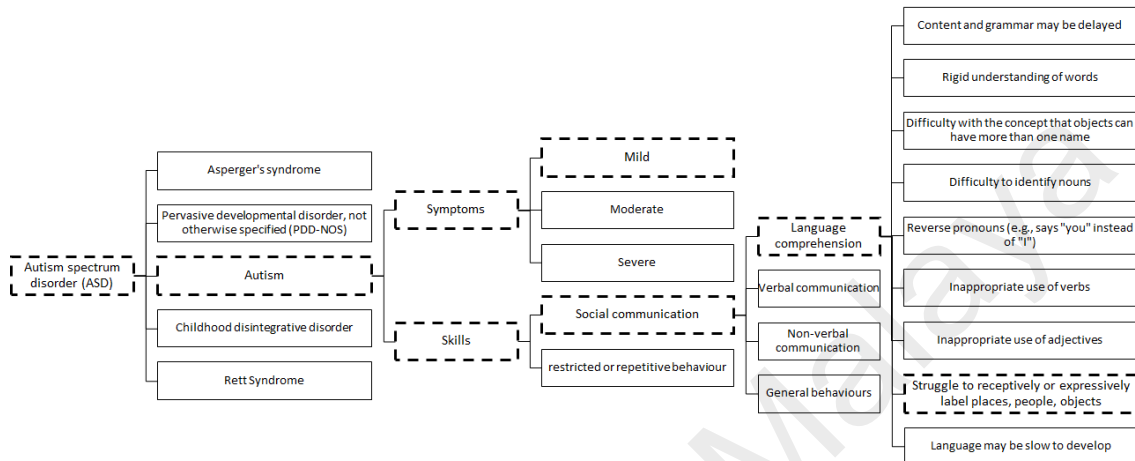 Autism spectrum
disorder (ASD)
Asperger's syndrome
Pervasive developmental disorder, not
otherwise specified (PDD-NOS)
Autism
Childhood disintegrative disorder
Rett Syndrome
Symptoms
Skills
Mild
Moderate
Severe
Social communication
restricted or repetitive behaviour
Language
comprehension
Verbal communication
Non-verbal
communication
General behaviours
Content and grammar may be delayed
Rigid understanding of words
Difficulty with the concept that objects can
have more than one name
Difficulty to identify nouns
Reverse pronouns (e.g., says "you" instead
of "I")
Inappropriate use of verbs
Inappropriate use of adjectives
Struggle to receptively or expressively
label places, people, objects
Language may be slow to develop
Malaya